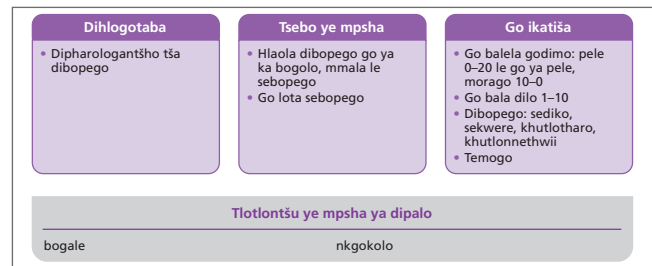 Dihlogotaba
• Dipharologantšho tša
dibopego
Tsebo ye mpsha
• Hlaola dibopego go ya
ka bogolo, mmala le
sebopego
• Go lota sebopego
Go ikatiša
• Go balela godimo: pele
0–20 le go ya pele,
morago 10–0
• Go bala dilo 1–10
• Dibopego: sediko,
sekwere, khutlotharo,
khutlonnethwii
• Temogo
Tlotlontšu ye mpsha ya dipalo
bogale nkgokolo